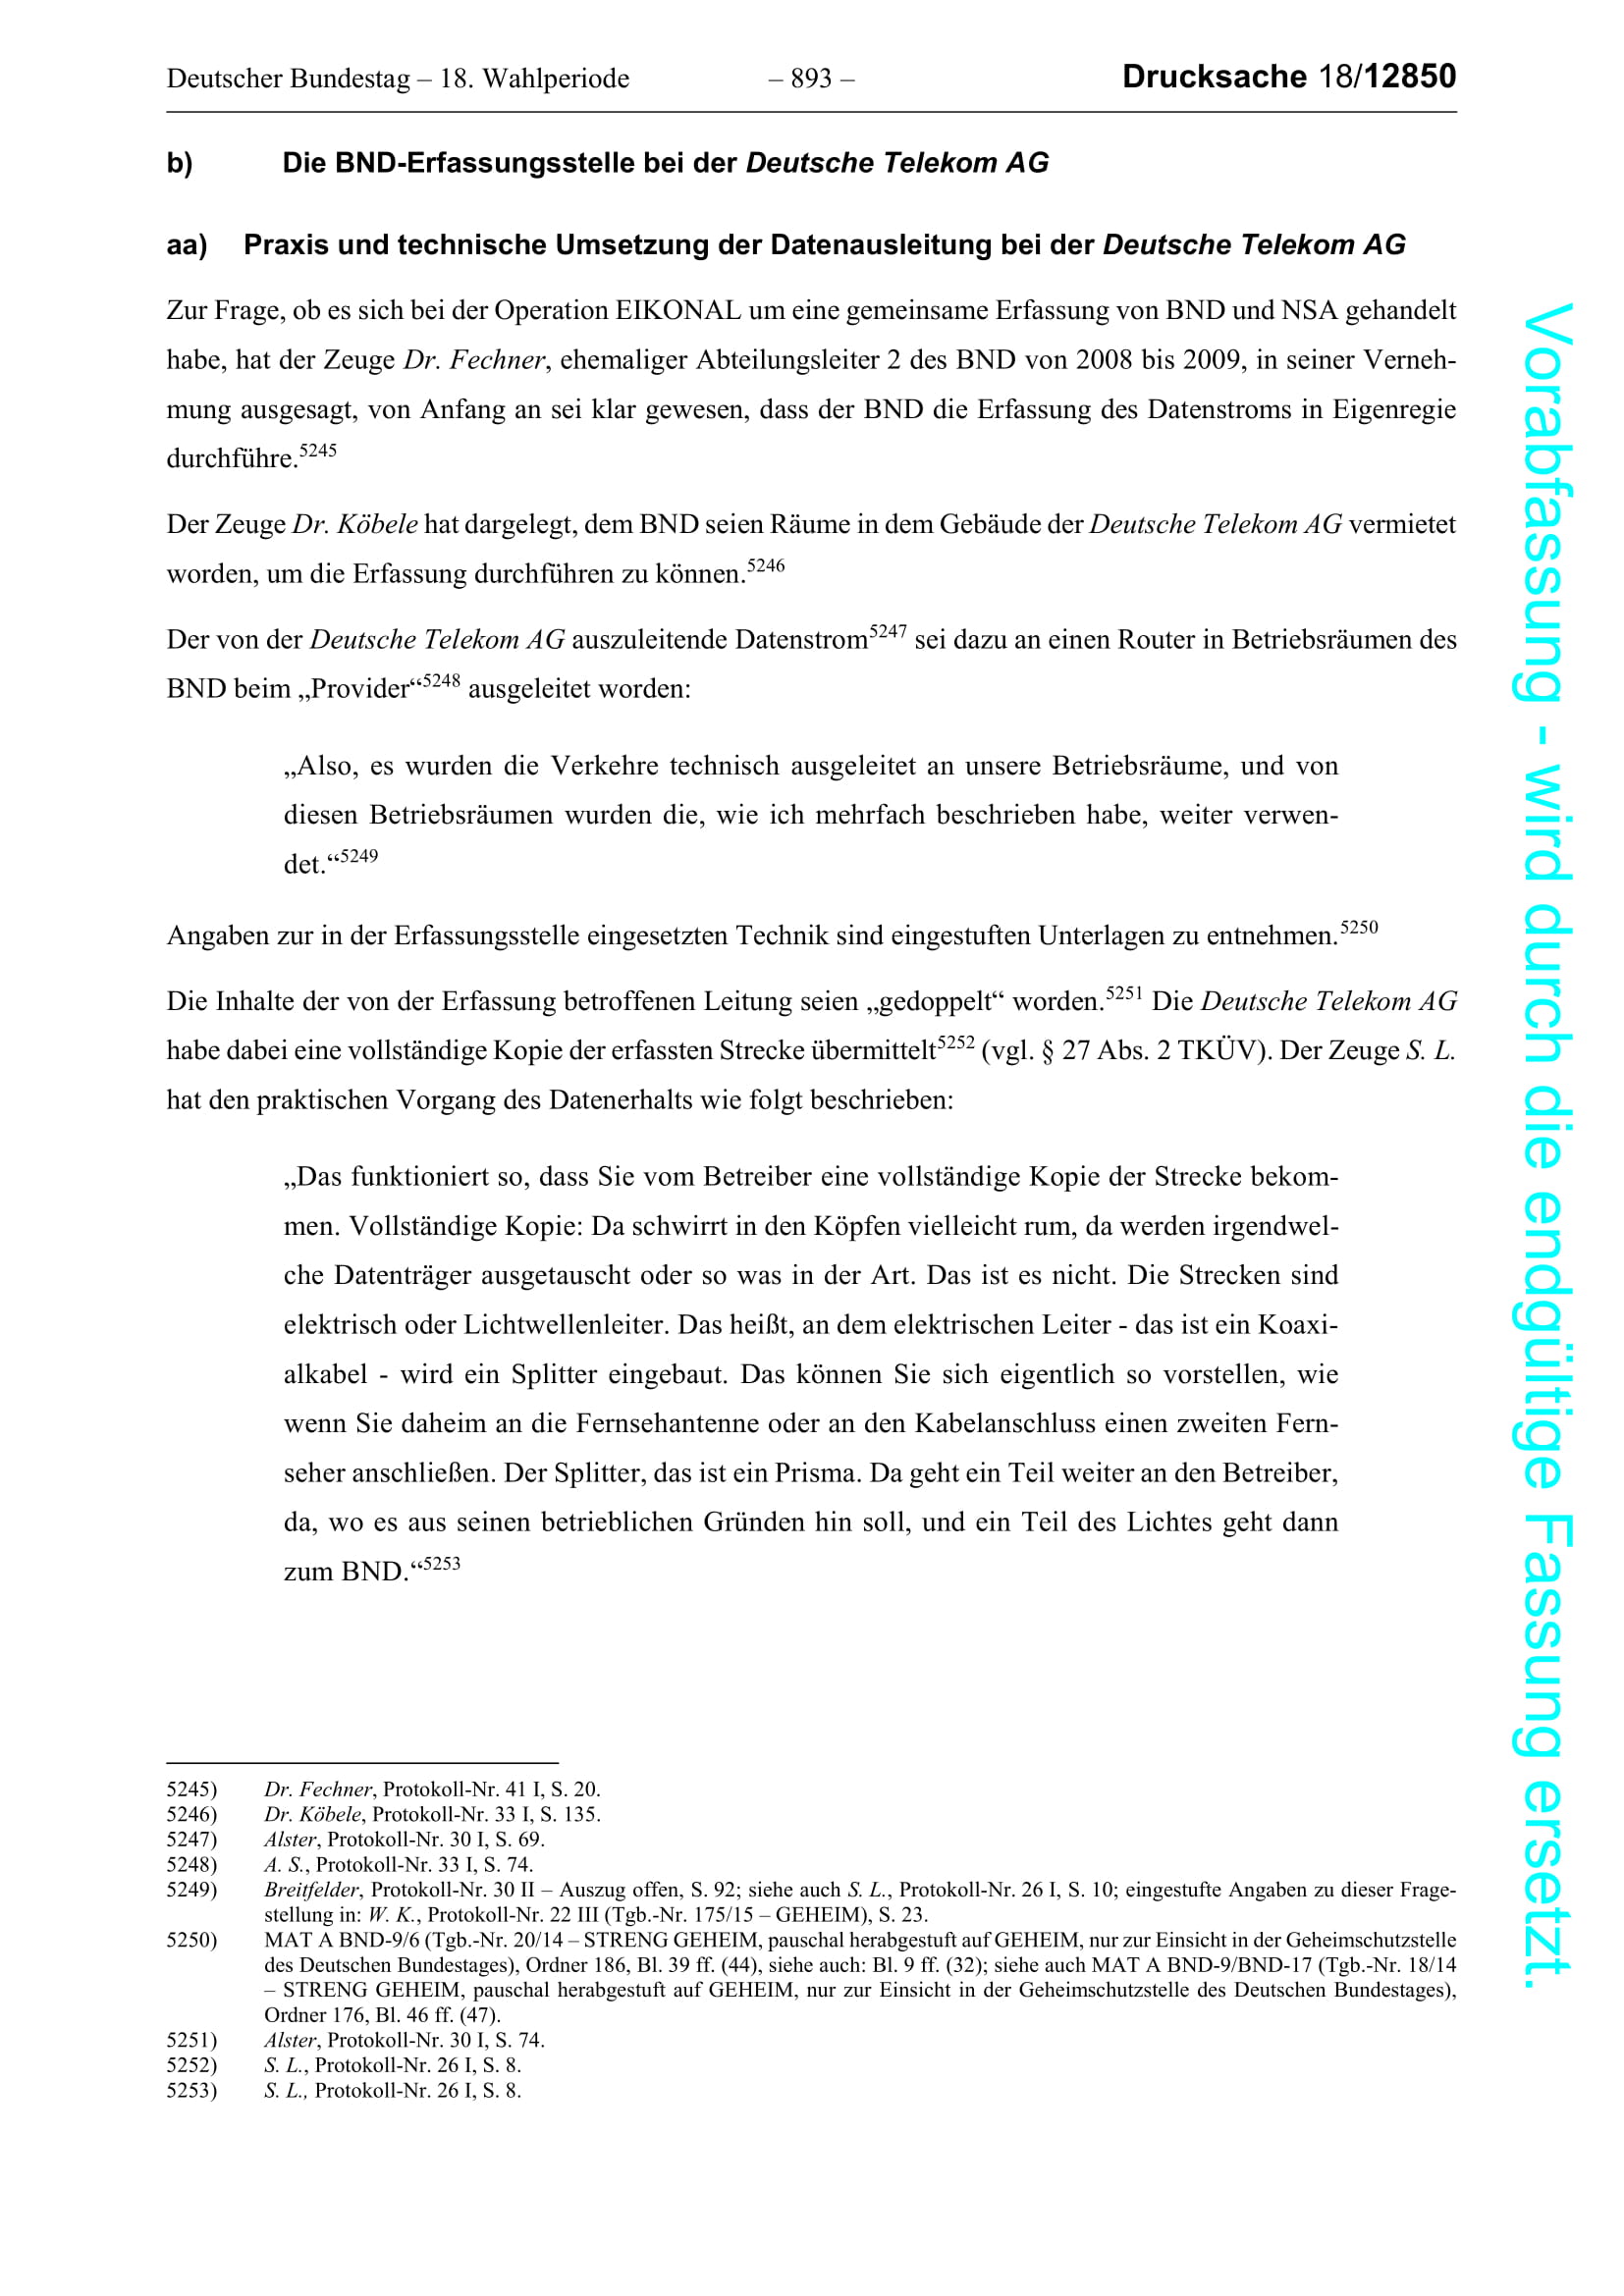 Deutscher Bundestag – 18. Wahlperiode – 893 – Drucksache 18/12850
b) Die BND-Erfassungsstelle bei der Deutsche Telekom AG
aa) Praxis und technische Umsetzung der Datenausleitung bei der Deutsche Telekom AG
Zur Frage, ob es sich bei der Operation EIKONAL um eine gemeinsame Erfassung von BND und NSA gehandelt
habe, hat der Zeuge Dr. Fechner, ehemaliger Abteilungsleiter 2 des BND von 2008 bis 2009, in seiner Verneh-
mung ausgesagt, von Anfang an sei klar gewesen, dass der BND die Erfassung des Datenstroms in Eigenregie
durchführe.5245
Der Zeuge Dr. Köbele hat dargelegt, dem BND seien Räume in dem Gebäude der Deutsche Telekom AG vermietet
worden, um die Erfassung durchführen zu können.5246
Der von der Deutsche Telekom AG auszuleitende Datenstrom5247 sei dazu an einen Router in Betriebsräumen des
BND beim „Provider“5248 ausgeleitet worden:
„Also, es wurden die Verkehre technisch ausgeleitet an unsere Betriebsräume, und von
diesen Betriebsräumen wurden die, wie ich mehrfach beschrieben habe, weiter verwen-
det.“5249
Angaben zur in der Erfassungsstelle eingesetzten Technik sind eingestuften Unterlagen zu entnehmen.5250
Die Inhalte der von der Erfassung betroffenen Leitung seien „gedoppelt“ worden.5251 Die Deutsche Telekom AG
habe dabei eine vollständige Kopie der erfassten Strecke übermittelt5252 (vgl. § 27 Abs. 2 TKÜV). Der Zeuge S. L.
hat den praktischen Vorgang des Datenerhalts wie folgt beschrieben:
„Das funktioniert so, dass Sie vom Betreiber eine vollständige Kopie der Strecke bekom-
men. Vollständige Kopie: Da schwirrt in den Köpfen vielleicht rum, da werden irgendwel-
che Datenträger ausgetauscht oder so was in der Art. Das ist es nicht. Die Strecken sind
elektrisch oder Lichtwellenleiter. Das heißt, an dem elektrischen Leiter - das ist ein Koaxi-
alkabel - wird ein Splitter eingebaut. Das können Sie sich eigentlich so vorstellen, wie
wenn Sie daheim an die Fernsehantenne oder an den Kabelanschluss einen zweiten Fern-
seher anschließen. Der Splitter, das ist ein Prisma. Da geht ein Teil weiter an den Betreiber,
da, wo es aus seinen betrieblichen Gründen hin soll, und ein Teil des Lichtes geht dann
zum BND.“5253
5245) Dr. Fechner, Protokoll-Nr. 41 I, S. 20.
5246) Dr. Köbele, Protokoll-Nr. 33 I, S. 135.
5247) Alster, Protokoll-Nr. 30 I, S. 69.
5248) A. S., Protokoll-Nr. 33 I, S. 74.
5249) Breitfelder, Protokoll-Nr. 30 II – Auszug offen, S. 92; siehe auch S. L., Protokoll-Nr. 26 I, S. 10; eingestufte Angaben zu dieser Frage-
stellung in: W. K., Protokoll-Nr. 22 III (Tgb.-Nr. 175/15 – GEHEIM), S. 23.
5250) MAT A BND-9/6 (Tgb.-Nr. 20/14 – STRENG GEHEIM, pauschal herabgestuft auf GEHEIM, nur zur Einsicht in der Geheimschutzstelle
des Deutschen Bundestages), Ordner 186, Bl. 39 ff. (44), siehe auch: Bl. 9 ff. (32); siehe auch MAT A BND-9/BND-17 (Tgb.-Nr. 18/14
– STRENG GEHEIM, pauschal herabgestuft auf GEHEIM, nur zur Einsicht in der Geheimschutzstelle des Deutschen Bundestages),
Ordner 176, Bl. 46 ff. (47).
5251) Alster, Protokoll-Nr. 30 I, S. 74.
5252) S. L., Protokoll-Nr. 26 I, S. 8.
5253) S. L., Protokoll-Nr. 26 I, S. 8.
Vorabfassung - wird durch die endgültige Fassung ersetzt.